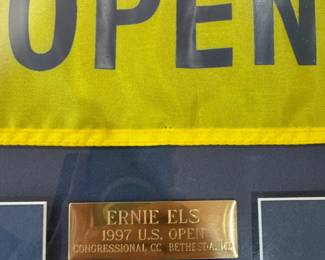 OPEN
ERNIE ELS
1997 U.S. OPEN
CONGRESSIONAL CC BETHESDA, MD